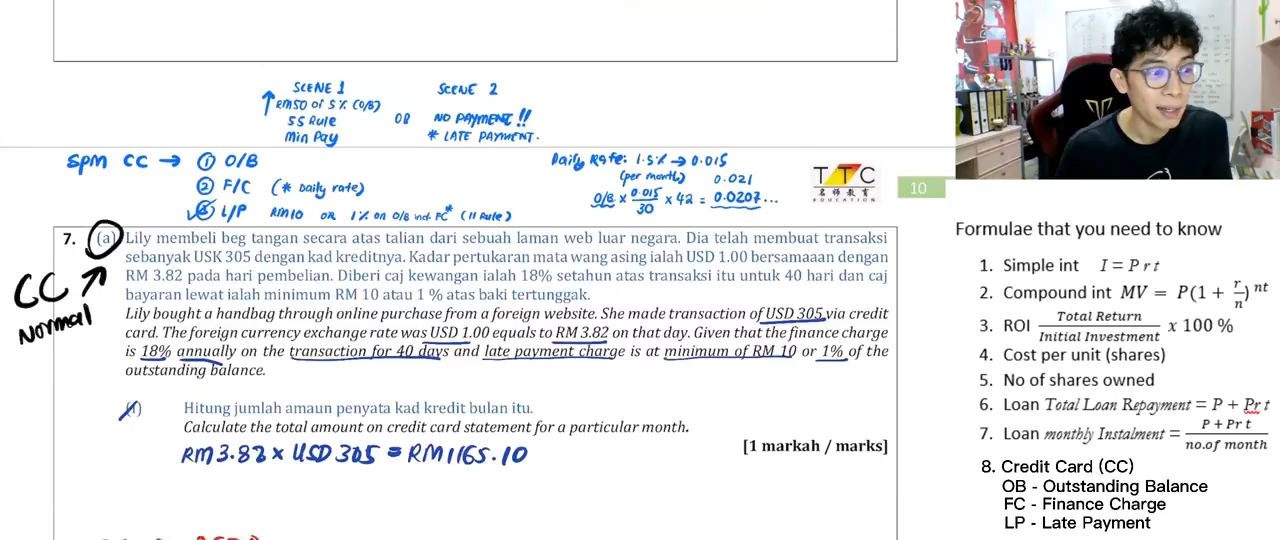 SCENE 1
↑ RM50 or 5% (O/B)
55 Rule
Min Pay
OR
SCENE 2
NO PAYMENT!!
* LATE PAYMENT.
SPM CC → ① O/B
② F/C (* Daily rate)
③ L/P RM10 OR 1% on O/B incl. FC* (11 Rule)
Daily Rate: 1.5% → 0.015
(per month) 0.021
O/B × 0.015/30 × 42 = 0.0207...
TTC
名師教育
EDUCATION
10
7. (a) Lily membeli beg tangan secara atas talian dari sebuah laman web luar negara. Dia telah membuat transaksi
sebanyak USK 305 dengan kad kreditnya. Kadar pertukaran mata wang asing ialah USD 1.00 bersamaaan dengan
RM 3.82 pada hari pembelian. Diberi caj kewangan ialah 18% setahun atas transaksi itu untuk 40 hari dan caj
bayaran lewat ialah minimum RM 10 atau 1 % atas baki tertunggak.
Lily bought a handbag through online purchase from a foreign website. She made transaction of USD 305 via credit
card. The foreign currency exchange rate was USD 1.00 equals to RM 3.82 on that day. Given that the finance charge
is 18% annually on the transaction for 40 days and late payment charge is at minimum of RM 10 or 1% of the
outstanding balance.
CC
NORMAL
(i) Hitung jumlah amaun penyata kad kredit bulan itu.
Calculate the total amount on credit card statement for a particular month.
[1 markah / marks]
RM 3.82 × USD 305 = RM1165.10
Formulae that you need to know
1. Simple int I = P r t
2. Compound int MV = P(1 + r/n)^nt
3. ROI Total Return/Initial Investment x 100 %
4. Cost per unit (shares)
5. No of shares owned
6. Loan Total Loan Repayment = P + Pr t
7. Loan monthly Instalment = P + Pr t/no.of month
8. Credit Card (CC)
OB - Outstanding Balance
FC - Finance Charge
LP - Late Payment